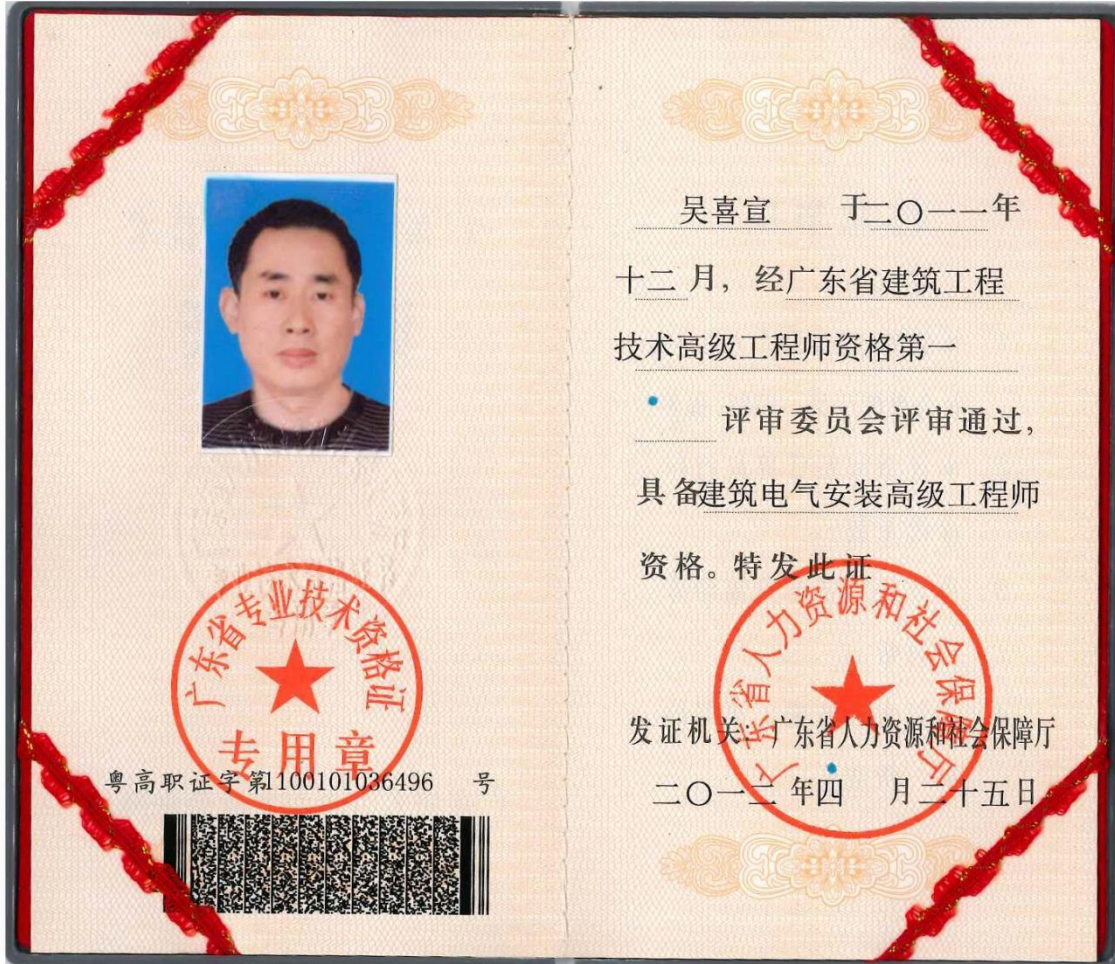 广东省专业技术资格证
专用章
粤高职证字第1100101036496 号
吴喜宣 于二〇一一年
十二月，经广东省建筑工程
技术高级工程师资格第一
评审委员会评审通过，
具备建筑电气安装高级工程师
资格。特发此证
广东省人力资源和社会保障厅
发证机关：广东省人力资源和社会保障厅
二〇一二年四 月二十五日